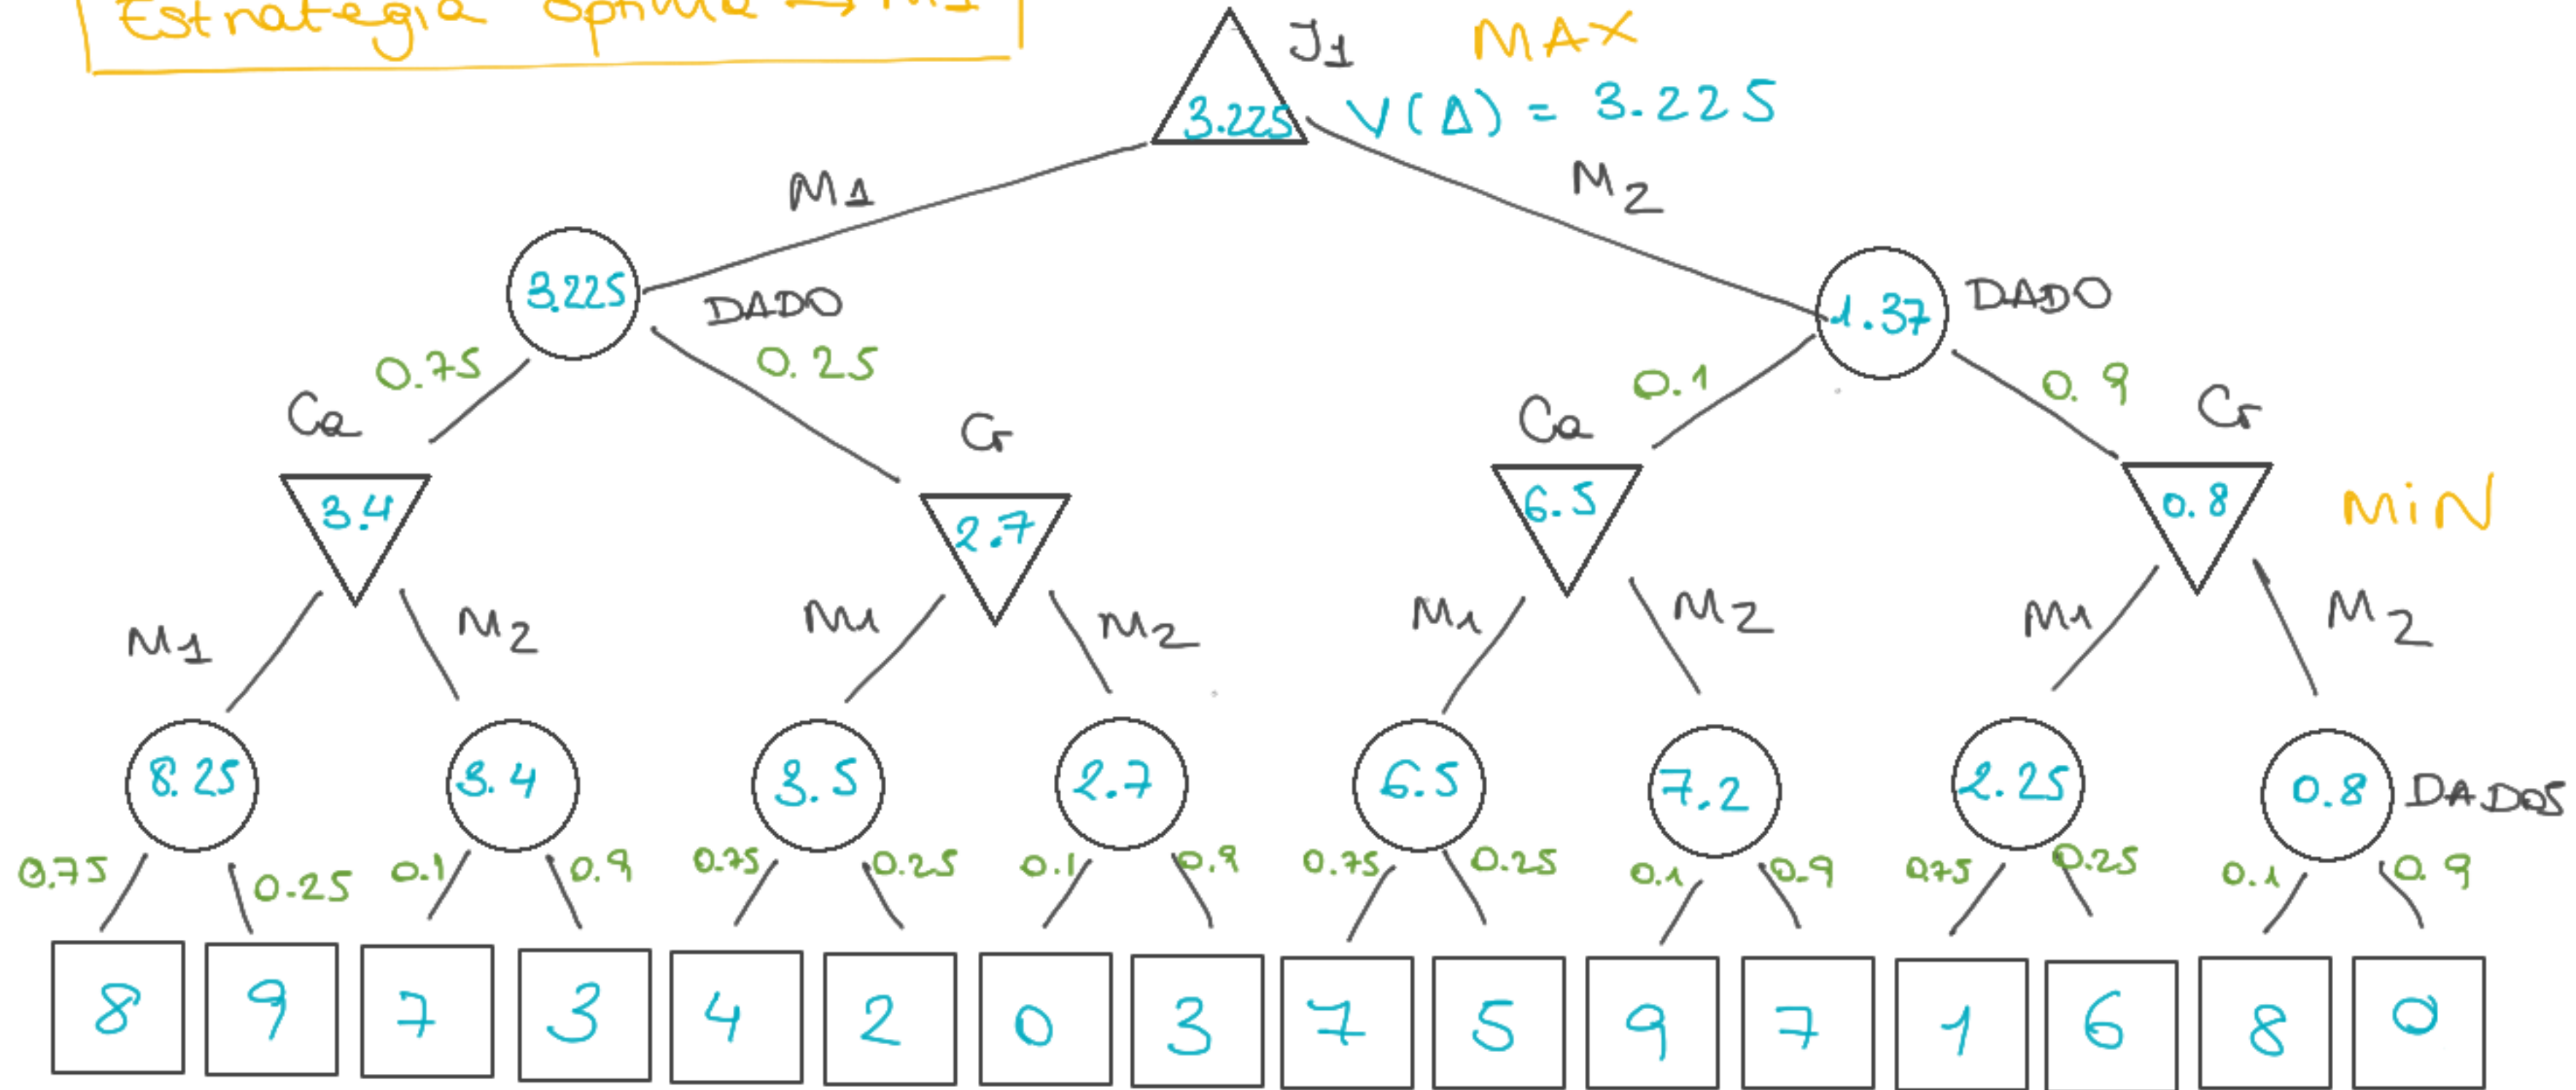 Estrategia óptima → M1
J1 MAX
3.225 V(Δ) = 3.225
M1 M2
3.225 DADO 1.37 DADO
0.75 0.25 0.1 0.9
Ca Cr Ca Cr
3.4 2.7 6.5 0.8 MiN
M1 M2 M1 M2 M1 M2 M1 M2
8.25 3.4 3.5 2.7 6.5 7.2 2.25 0.8 DADOS
0.75 0.25 0.1 0.9 0.75 0.25 0.1 0.9 0.75 0.25 0.1 0.9 0.75 0.25 0.1 0.9
8 9 7 3 4 2 0 3 7 5 9 7 1 6 8 0